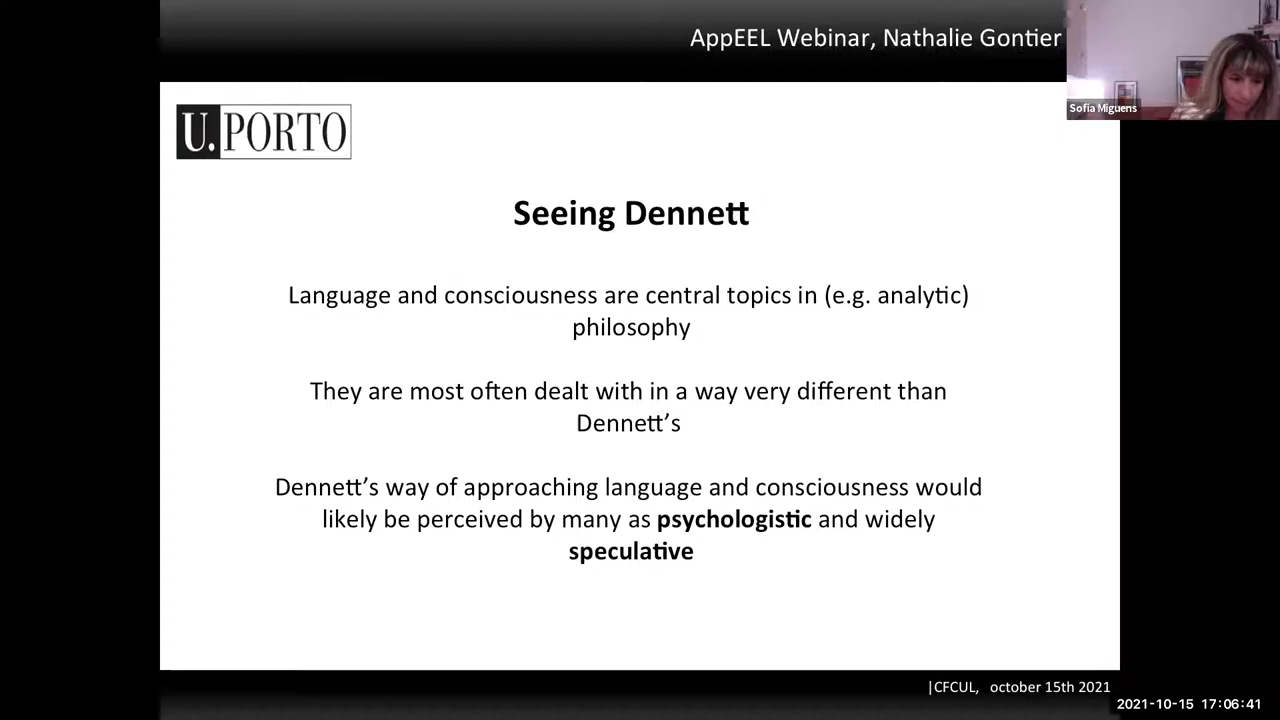 AppEEL Webinar, Nathalie Gontier
Sofia Miguens
U.PORTO
Seeing Dennett
Language and consciousness are central topics in (e.g. analytic)
philosophy
They are most often dealt with in a way very different than
Dennett’s
Dennett’s way of approaching language and consciousness would
likely be perceived by many as psychologistic and widely
speculative
|CFCUL, october 15th 2021
2021-10-15 17:06:41